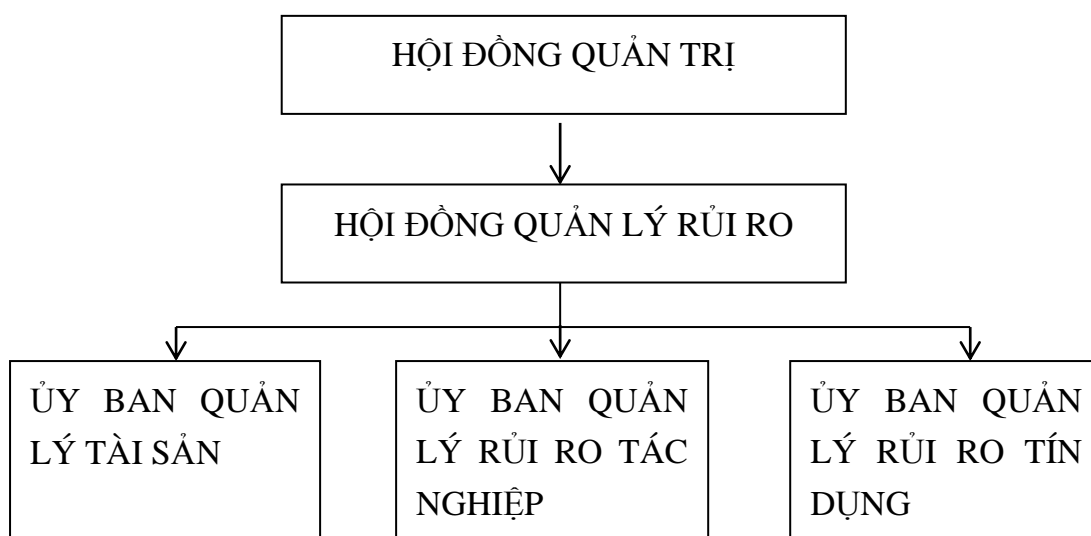 HỘI ĐỒNG QUẢN TRỊ
HỘI ĐỒNG QUẢN LÝ RỦI RO
ỦY BAN QUẢN
LÝ TÀI SẢN
ỦY BAN QUẢN
LÝ RỦI RO TÁC
NGHIỆP
ỦY BAN QUẢN
LÝ RỦI RO TÍN
DỤNG